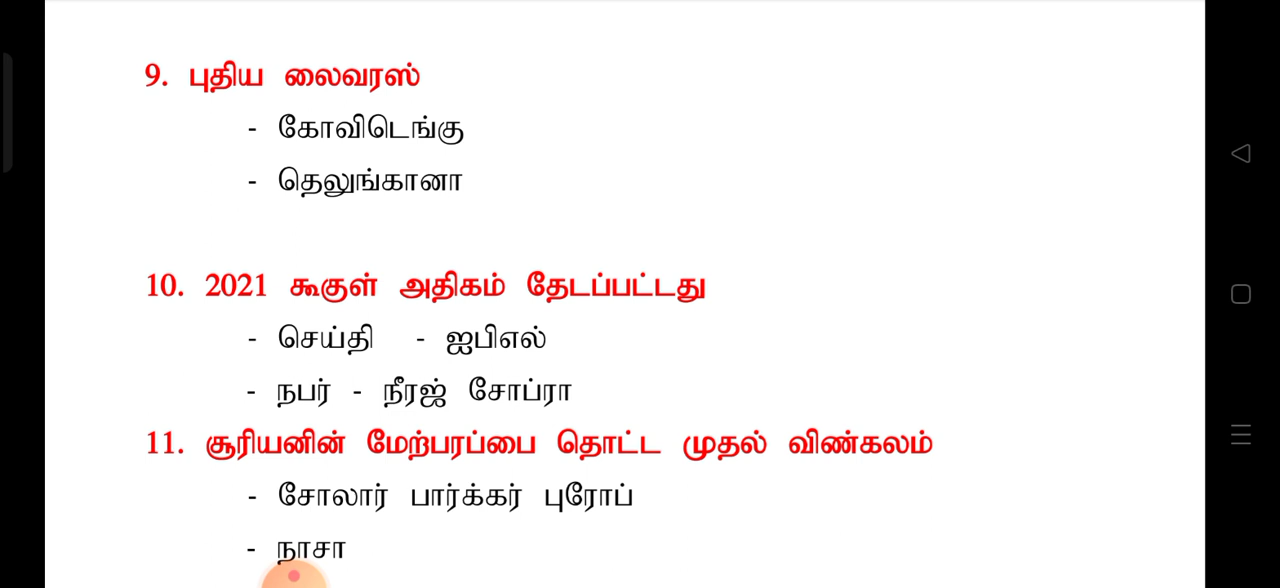 9. புதிய லைவரஸ்
- கோவிடெங்கு
- தெலுங்கானா
10. 2021 கூகுள் அதிகம் தேடப்பட்டது
- செய்தி - ஐபிஎல்
- நபர் - நீரஜ் சோப்ரா
11. சூரியனின் மேற்பரப்பை தொட்ட முதல் விண்கலம்
- சோலார் பார்க்கர் புரோப்
- நாசா